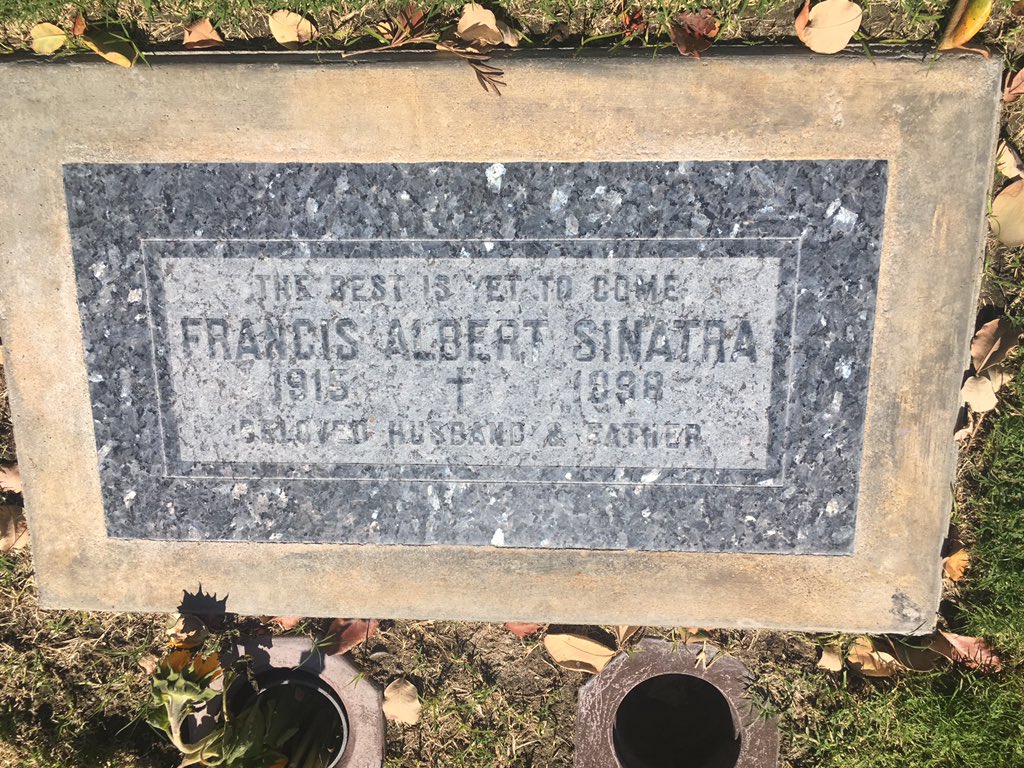 THE BEST IS YET TO COME
FRANCIS ALBERT SINATRA
1915 † 1998
BELOVED HUSBAND & FATHER